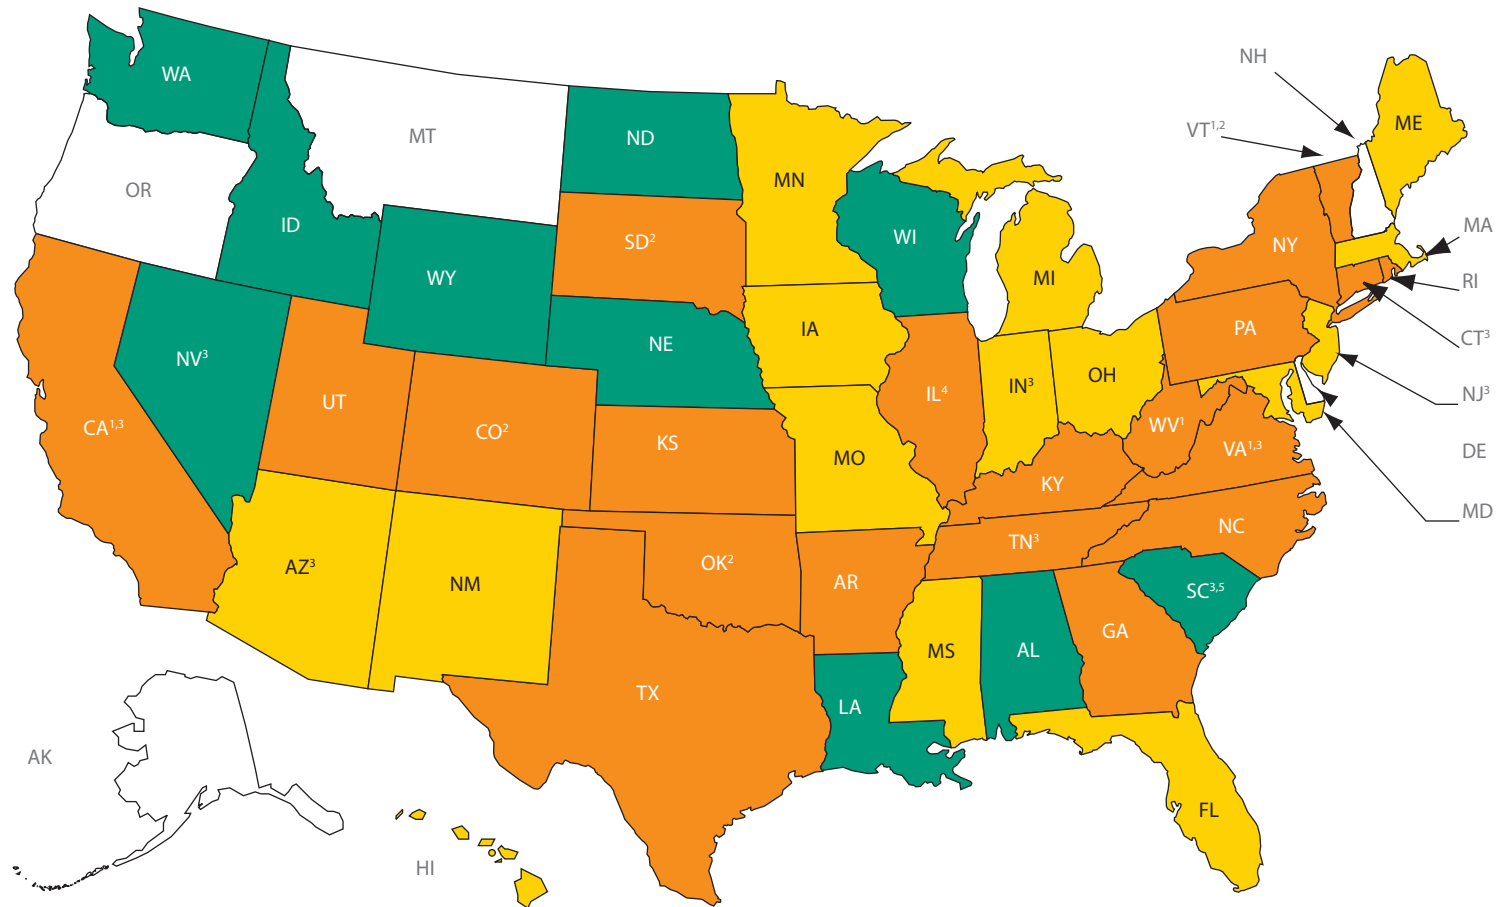 NH
WA
ME
VT1,2
MT
ND
MN
OR
ID
MA
WI
SD2
NY
WY
MI
RI
IA
PA
CT3
NE
NV3
OH
IN3
IL4
NJ3
UT
CA1,3
CO2
WV1
KS
VA1,3
DE
MO
KY
MD
NC
TN3
OK2
AZ3
AR
NM
SC3,5
GA
MS
AL
TX
LA
AK
FL
HI